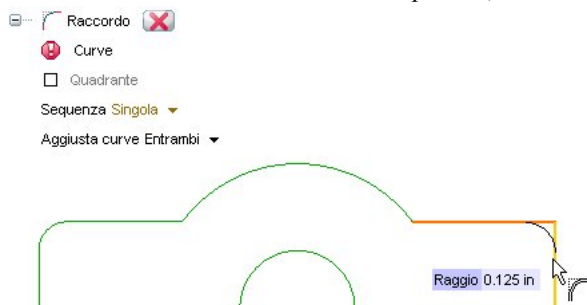 Raccordo
Curve
Quadrante
Sequenza Singola
Aggiusta curve Entrambi
Raggio 0.125 in